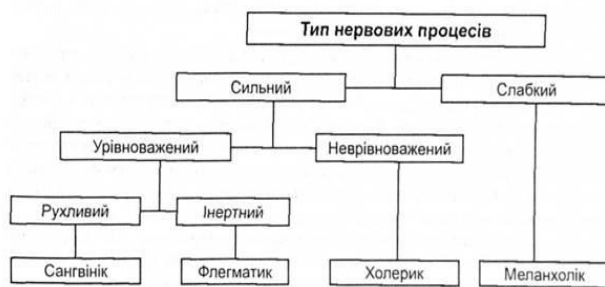 Тип нервових процесів
Сильний
Слабкий
Урівноважений
Неврівноважений
Рухливий
Інертний
Сангвінік
Флегматик
Холерик
Меланхолік